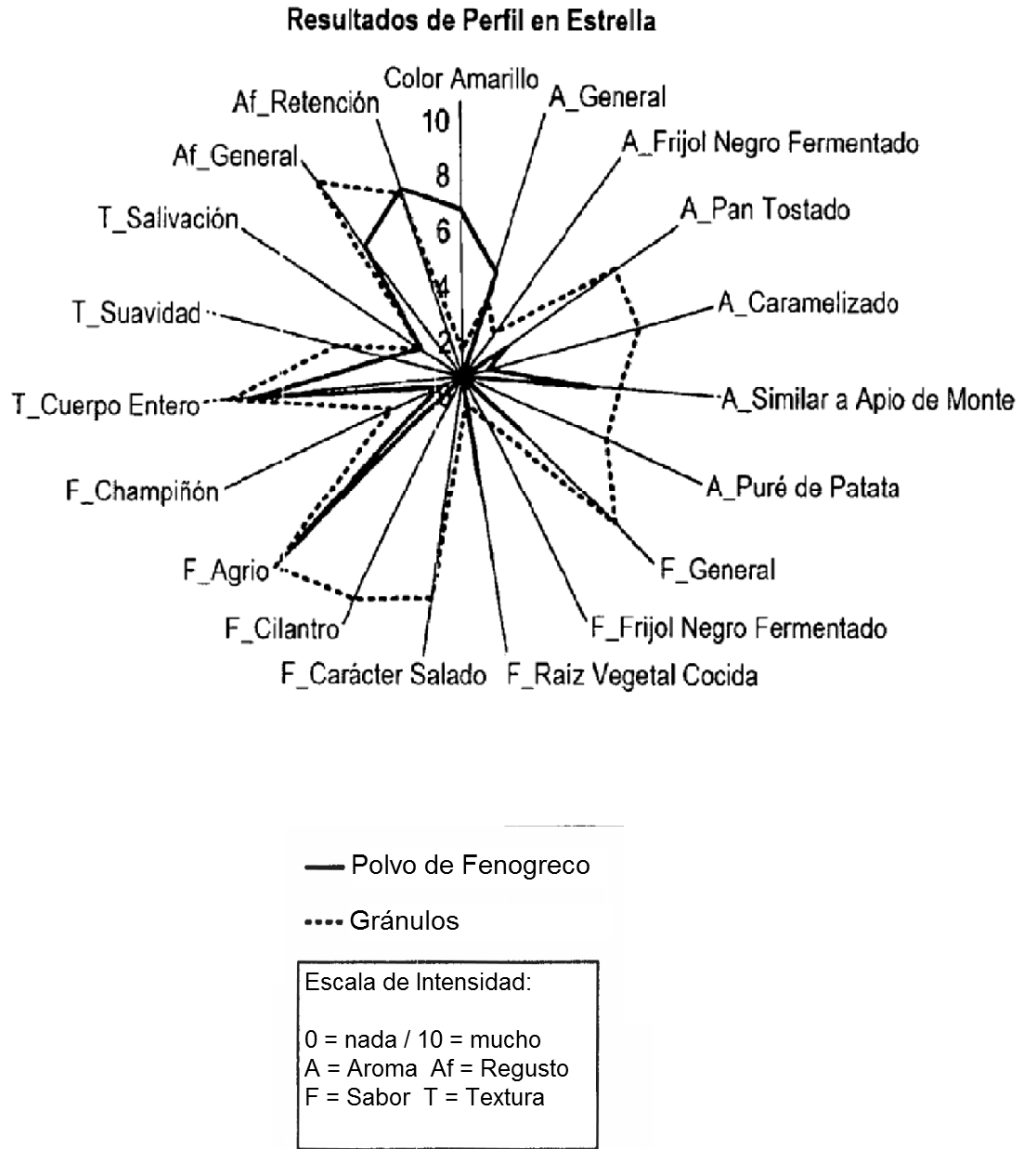 Resultados de Perfil en Estrella
Color Amarillo
A_General
A_Frijol Negro Fermentado
A_Pan Tostado
A_Caramelizado
A_Similar a Apio de Monte
A_Puré de Patata
F_General
F_Frijol Negro Fermentado
F_Raiz Vegetal Cocida
F_Carácter Salado
F_Cilantro
F_Agrio
F_Champiñón
T_Cuerpo Entero
T_Suavidad
T_Salivación
Af_General
Af_Retención
10
8
6
4
2
0
Polvo de Fenogreco
Gránulos
Escala de Intensidad:
0 = nada / 10 = mucho
A = Aroma Af = Regusto
F = Sabor T = Textura